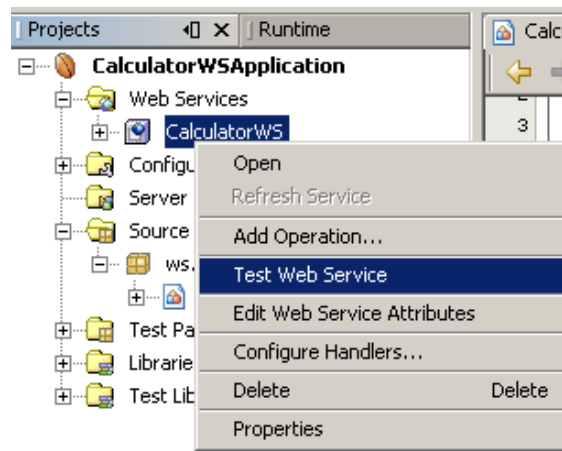 Projects
Runtime
Calc
CalculatorWSApplication
Web Services
CalculatorWS
3
Configu
Open
Server
Refresh Service
Source
Add Operation...
ws.
Test Web Service
Edit Web Service Attributes
Test Pa
Configure Handlers...
Librarie
Test Lib
Delete Delete
Properties